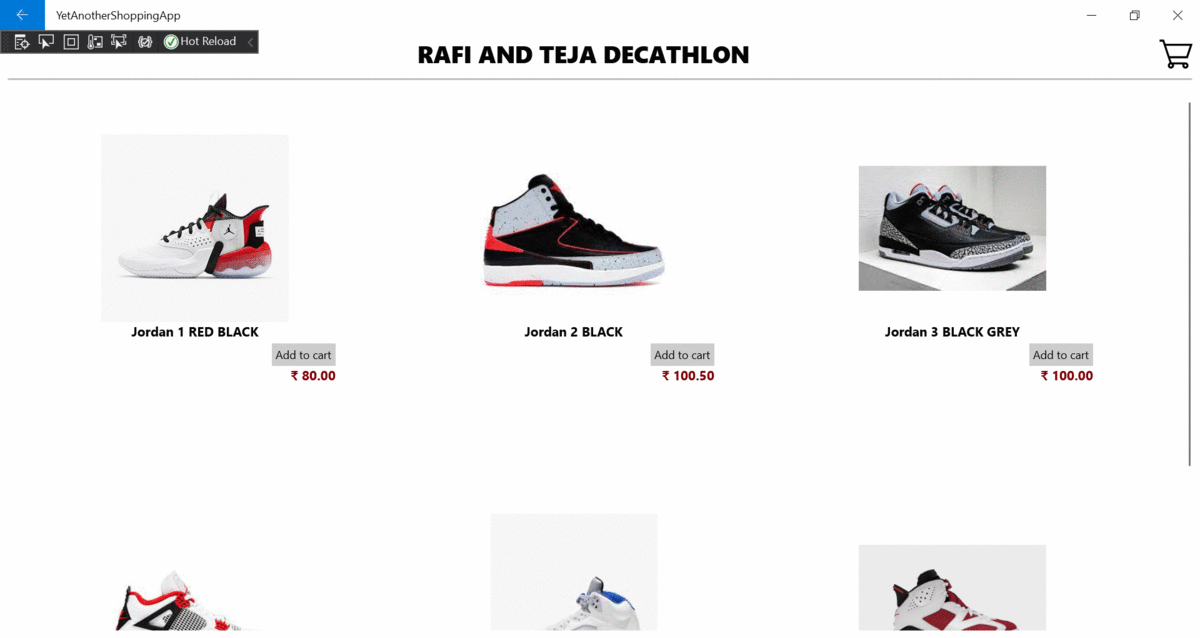 YetAnotherShoppingApp
Hot Reload
RAFI AND TEJA DECATHLON
Jordan 1 RED BLACK
Add to cart
₹ 80.00
Jordan 2 BLACK
Add to cart
₹ 100.50
Jordan 3 BLACK GREY
Add to cart
₹ 100.00